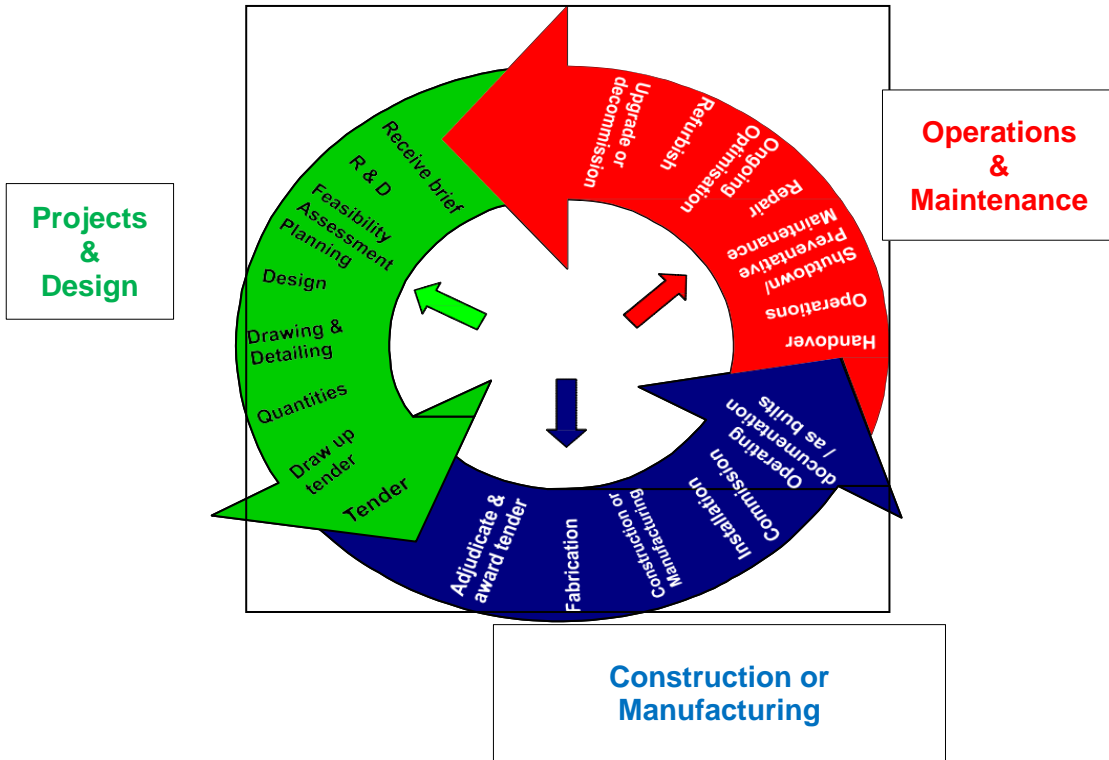 Projects
&
Design
Receive brief
R & D
Feasibility
Assessment
Planning
Design
Drawing &
Detailing
Quantities
Draw up
tender
Tender
Adjudicate &
award tender
Fabrication
Construction or
Manufacturing
Installation
Commission
Operating
documentation
/ as builts
Construction or
Manufacturing
Handover
Operations
Shutdown/
Preventative
Maintenance
Repair
Ongoing
Optimisation
Refurbish
Upgrade or
decommission
Operations
&
Maintenance